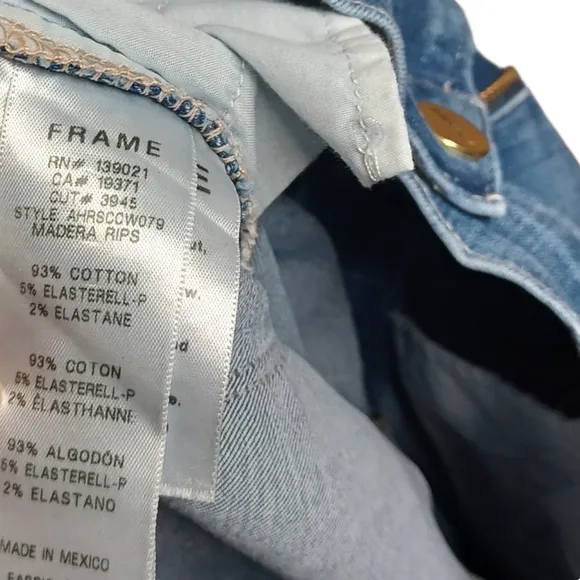 FRAME
RN# 139021
CA# 19371
CUT# 3945
STYLE: AHRSCCW079
MADERA RIPS
93% COTTON
5% ELASTERELL-P
2% ELASTANE
93% COTON
5% ELASTERELL-P
2% ELASTHANNE
93% ALGODÓN
5% ELASTERELL-P
2% ELASTANO
MADE IN MEXICO